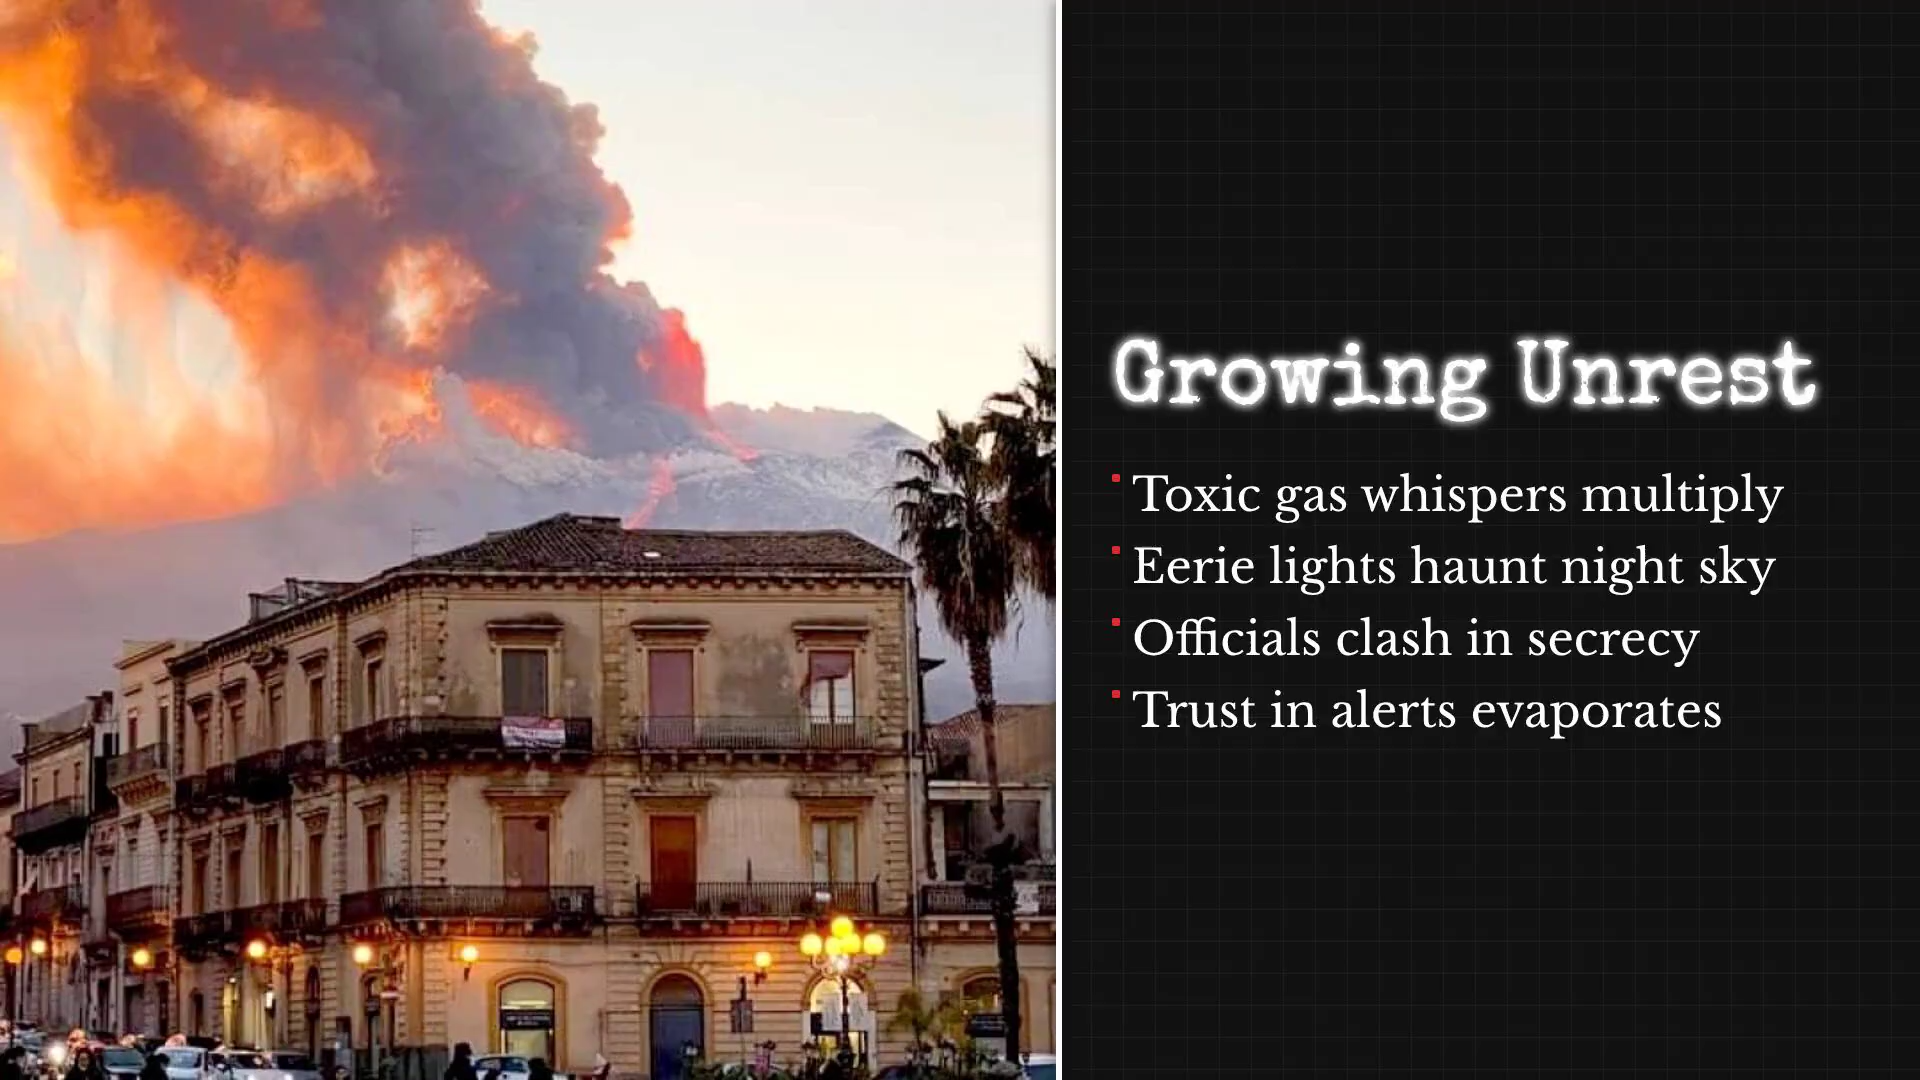 Growing Unrest
Toxic gas whispers multiply
Eerie lights haunt night sky
Officials clash in secrecy
Trust in alerts evaporates